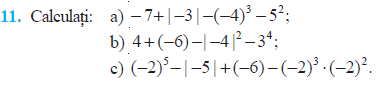 11. Calculați: a) −7+|−3|−(−4)³−5²;
b) 4+(−6)−|−4|²−3⁴;
c) (−2)⁵−|−5|+(−6)−(−2)³·(−2)².